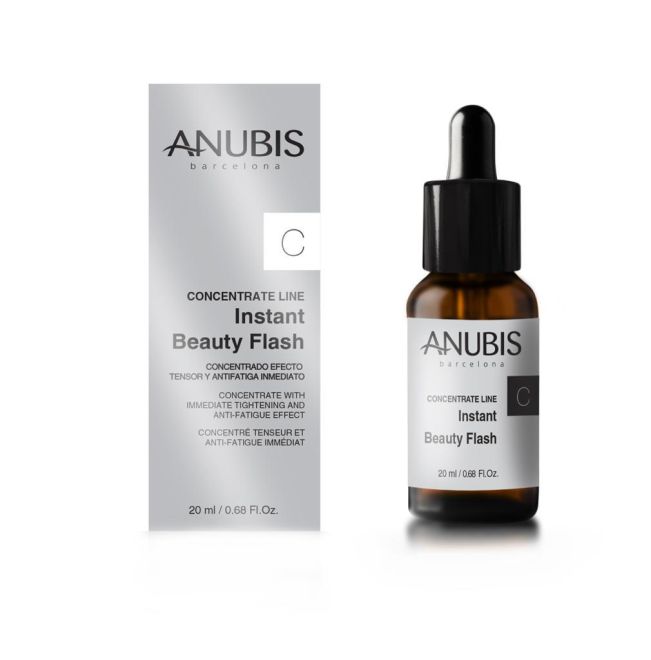 ANUBIS
barcelona
C
CONCENTRATE LINE
Instant
Beauty Flash
CONCENTRADO EFECTO
TENSOR Y ANTIFATIGA INMEDIATO
CONCENTRATE WITH
IMMEDIATE TIGHTENING AND
ANTI-FATIGUE EFFECT
CONCENTRÉ TENSEUR ET
ANTI-FATIGUE IMMÉDIAT
20 ml / 0.68 Fl.Oz.
ANUBIS
barcelona
C
CONCENTRATE LINE
Instant
Beauty Flash
20 ml / 0.68 Fl.Oz.